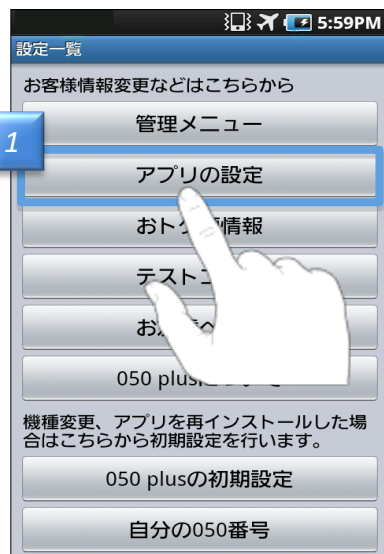 5:59PM
設定一覧
お客様情報変更などはこちらから
管理メニュー
1
アプリの設定
おトク 情報
テスト
お
050 plus
機種変更、アプリを再インストールした場
合はこちらから初期設定を行います。
050 plusの初期設定
自分の050番号